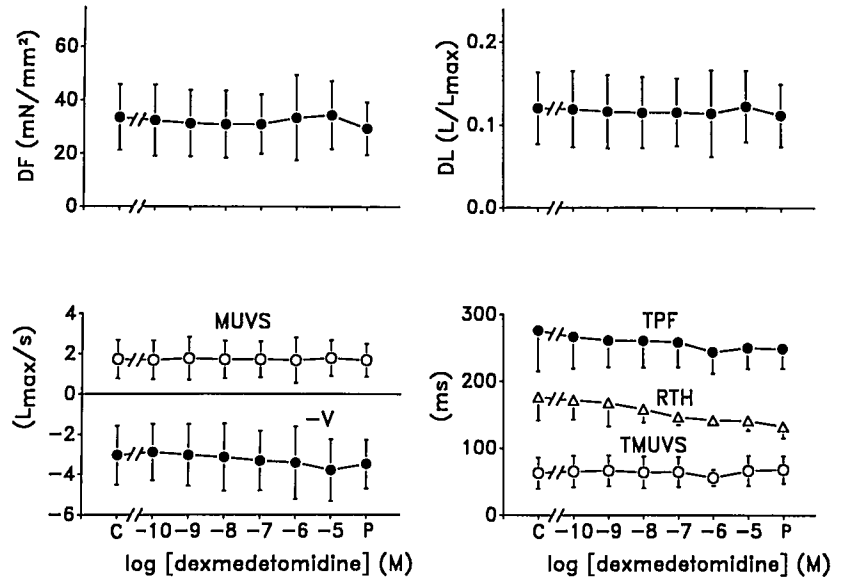 DF (mN/mm²)
60
40
20
0
DL (L/Lmax)
0.2
0.1
0.0
(Lmax/s)
4
2
0
−2
−4
−6
MUVS
−V
C −10 −9 −8 −7 −6 −5 P
log [dexmedetomidine] (M)
(ms)
300
200
100
0
TPF
RTH
TMUVS
C −10 −9 −8 −7 −6 −5 P
log [dexmedetomidine] (M)